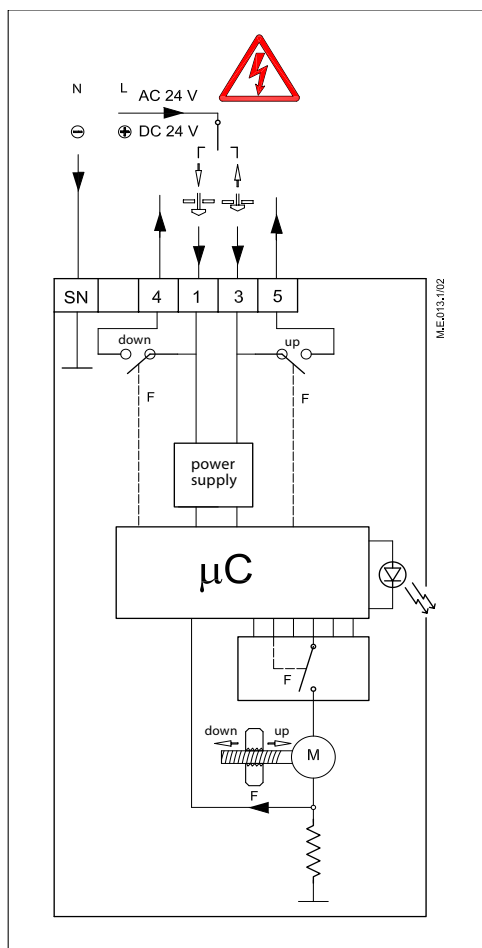 N L AC 24 V
⊖ ⊕ DC 24 V
M.E.013.1/02
SN 4 1 3 5
down up
F F
power
supply
µC
F
down up
M
F